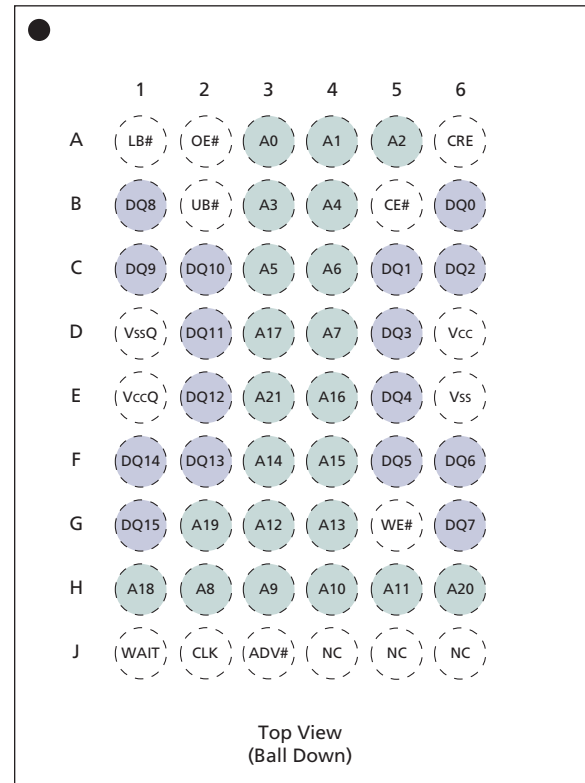 1 2 3 4 5 6
A LB# OE# A0 A1 A2 CRE
B DQ8 UB# A3 A4 CE# DQ0
C DQ9 DQ10 A5 A6 DQ1 DQ2
D VssQ DQ11 A17 A7 DQ3 Vcc
E VccQ DQ12 A21 A16 DQ4 Vss
F DQ14 DQ13 A14 A15 DQ5 DQ6
G DQ15 A19 A12 A13 WE# DQ7
H A18 A8 A9 A10 A11 A20
J WAIT CLK ADV# NC NC NC
Top View
(Ball Down)